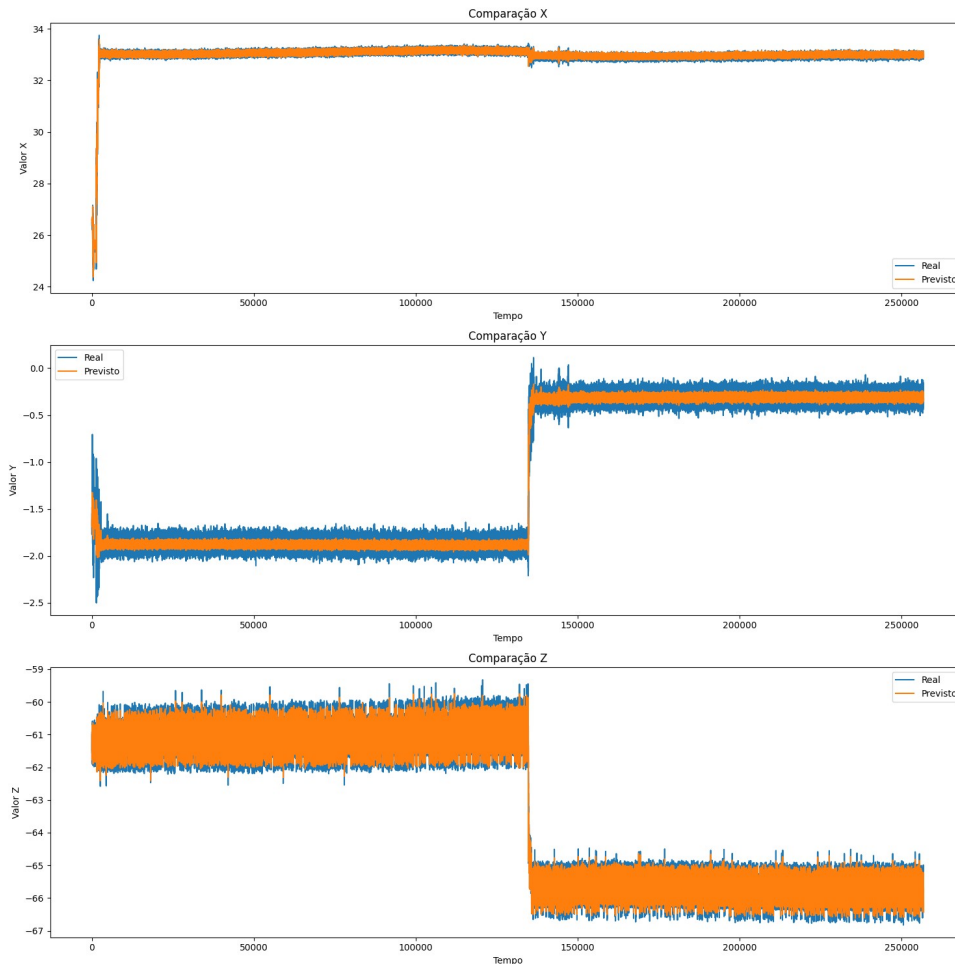 Comparação X
34
32
30
28
26
24
Valor X
Real
Previsto
0
50000
100000
150000
200000
250000
Tempo
Comparação Y
Real
Previsto
0.0
−0.5
−1.0
−1.5
−2.0
−2.5
Valor Y
0
50000
100000
150000
200000
250000
Tempo
Comparação Z
−59
−60
−61
−62
−63
−64
−65
−66
−67
Valor Z
Real
Previsto
0
50000
100000
150000
200000
250000
Tempo